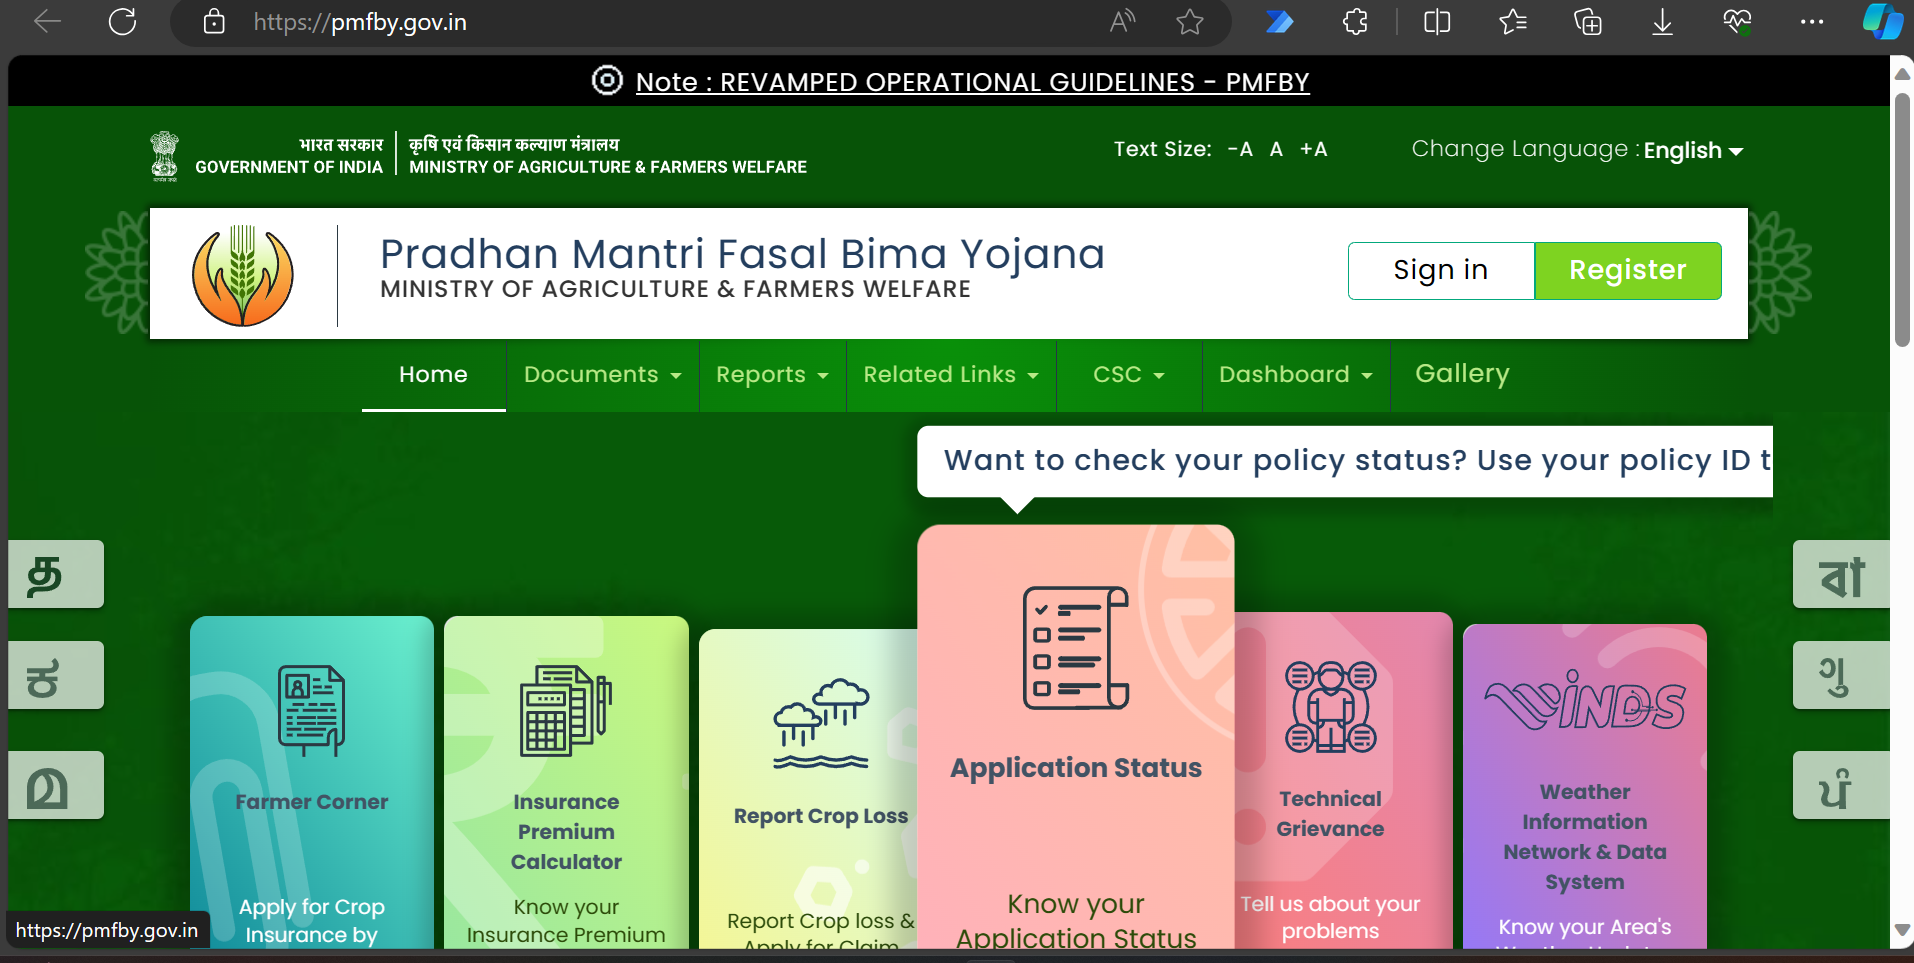 https://pmfby.gov.in
Note : REVAMPED OPERATIONAL GUIDELINES - PMFBY
भारत सरकार
GOVERNMENT OF INDIA
कृषि एवं किसान कल्याण मंत्रालय
MINISTRY OF AGRICULTURE & FARMERS WELFARE
Text Size: -A A +A
Change Language : English
Pradhan Mantri Fasal Bima Yojana
MINISTRY OF AGRICULTURE & FARMERS WELFARE
Sign in
Register
Home
Documents
Reports
Related Links
CSC
Dashboard
Gallery
Want to check your policy status? Use your policy ID t
த
ಕ
മ
বা
ગુ
ਪੰ
Farmer Corner
Apply for Crop
Insurance by
Insurance
Premium
Calculator
Know your
Insurance Premium
Report Crop Loss
Report Crop loss &
Apply for Claim
Application Status
Know your
Application Status
Technical
Grievance
Tell us about your
problems
WINDS
Weather
Information
Network & Data
System
Know your Area's
https://pmfby.gov.in